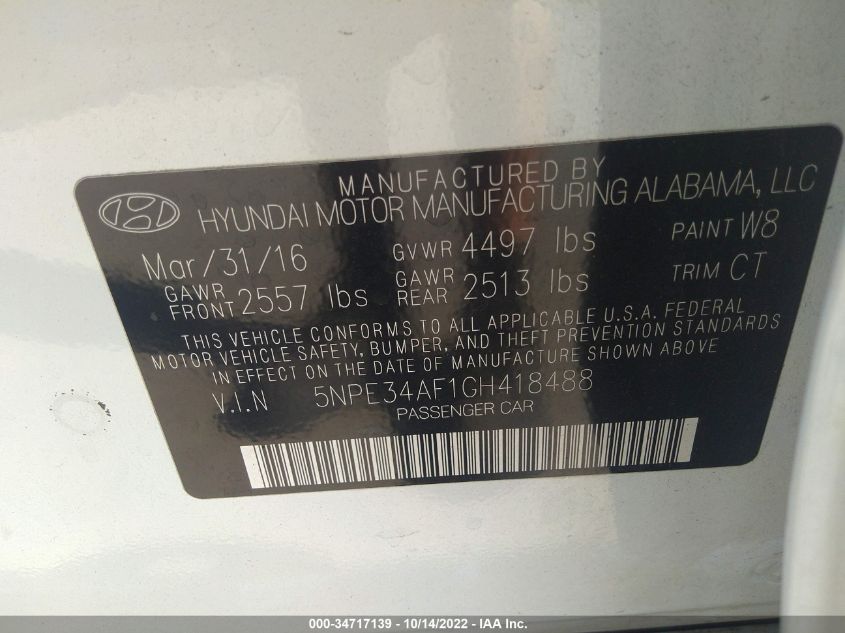 MANUFACTURED BY
HYUNDAI MOTOR MANUFACTURING ALABAMA, LLC
Mar/31/16 GVWR 4497 lbs PAINT W8
GAWR FRONT 2557 lbs GAWR REAR 2513 lbs TRIM CT
THIS VEHICLE CONFORMS TO ALL APPLICABLE U.S.A. FEDERAL
MOTOR VEHICLE SAFETY, BUMPER, AND THEFT PREVENTION STANDARDS
IN EFFECT ON THE DATE OF MANUFACTURE SHOWN ABOVE
V.I.N 5NPE34AF1GH418488
PASSENGER CAR
000-34717139 - 10/14/2022 - IAA Inc.